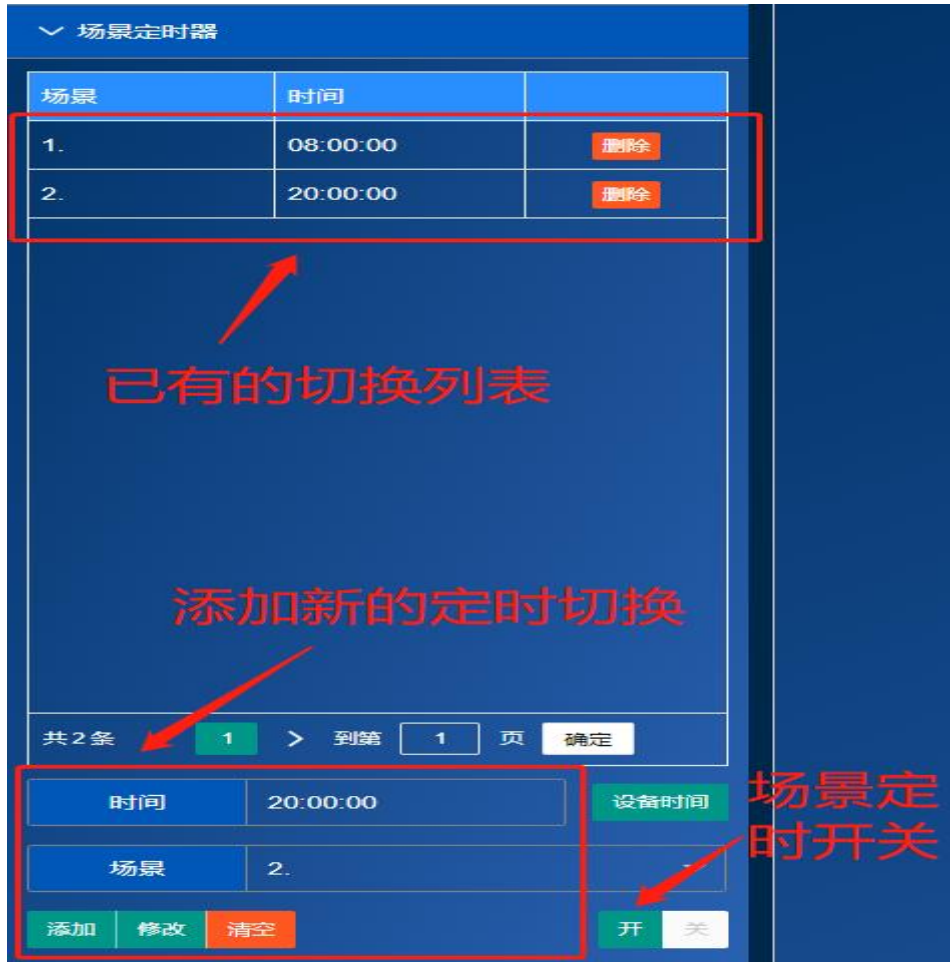 场景定时器
场景 时间
1. 08:00:00 删除
2. 20:00:00 删除
已有的切换列表
添加新的定时切换
共2条 1 > 到第 1 页 确定
时间 20:00:00 设备时间
场景定
时开关
场景 2.
添加 修改 清空 开 关